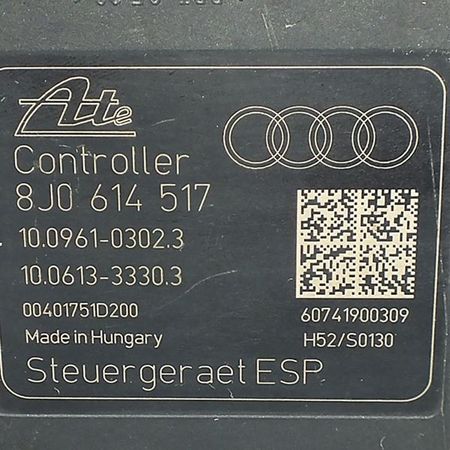 Ate
Controller
8J0 614 517
10.0961-0302.3
10.0613-3330.3
00401751D200
60741900309
Made in Hungary
H52/S0130
Steuergeraet ESP